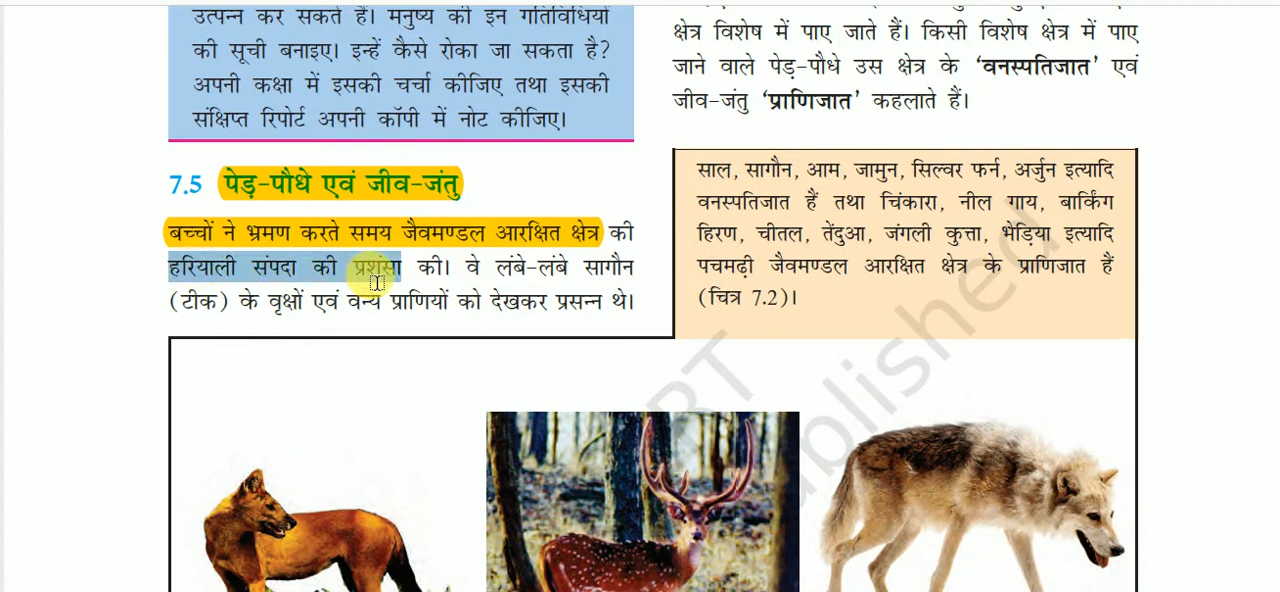 उत्पन्न कर सकते हैं। मनुष्य की इन गतिविधियों
की सूची बनाइए। इन्हें कैसे रोका जा सकता है?
अपनी कक्षा में इसकी चर्चा कीजिए तथा इसकी
संक्षिप्त रिपोर्ट अपनी कॉपी में नोट कीजिए।
7.5 पेड़-पौधे एवं जीव-जंतु
बच्चों ने भ्रमण करते समय जैवमण्डल आरक्षित क्षेत्र की
हरियाली संपदा की प्रशंसा की। वे लंबे-लंबे सागौन
(टीक) के वृक्षों एवं वन्य प्राणियों को देखकर प्रसन्न थे।
क्षेत्र विशेष में पाए जाते हैं। किसी विशेष क्षेत्र में पाए
जाने वाले पेड़-पौधे उस क्षेत्र के ‘वनस्पतिजात’ एवं
जीव-जंतु ‘प्राणिजात’ कहलाते हैं।
साल, सागौन, आम, जामुन, सिल्वर फर्न, अर्जुन इत्यादि
वनस्पतिजात हैं तथा चिंकारा, नील गाय, बार्किंग
हिरण, चीतल, तेंदुआ, जंगली कुत्ता, भेड़िया इत्यादि
पचमढ़ी जैवमण्डल आरक्षित क्षेत्र के प्राणिजात हैं
(चित्र 7.2)।